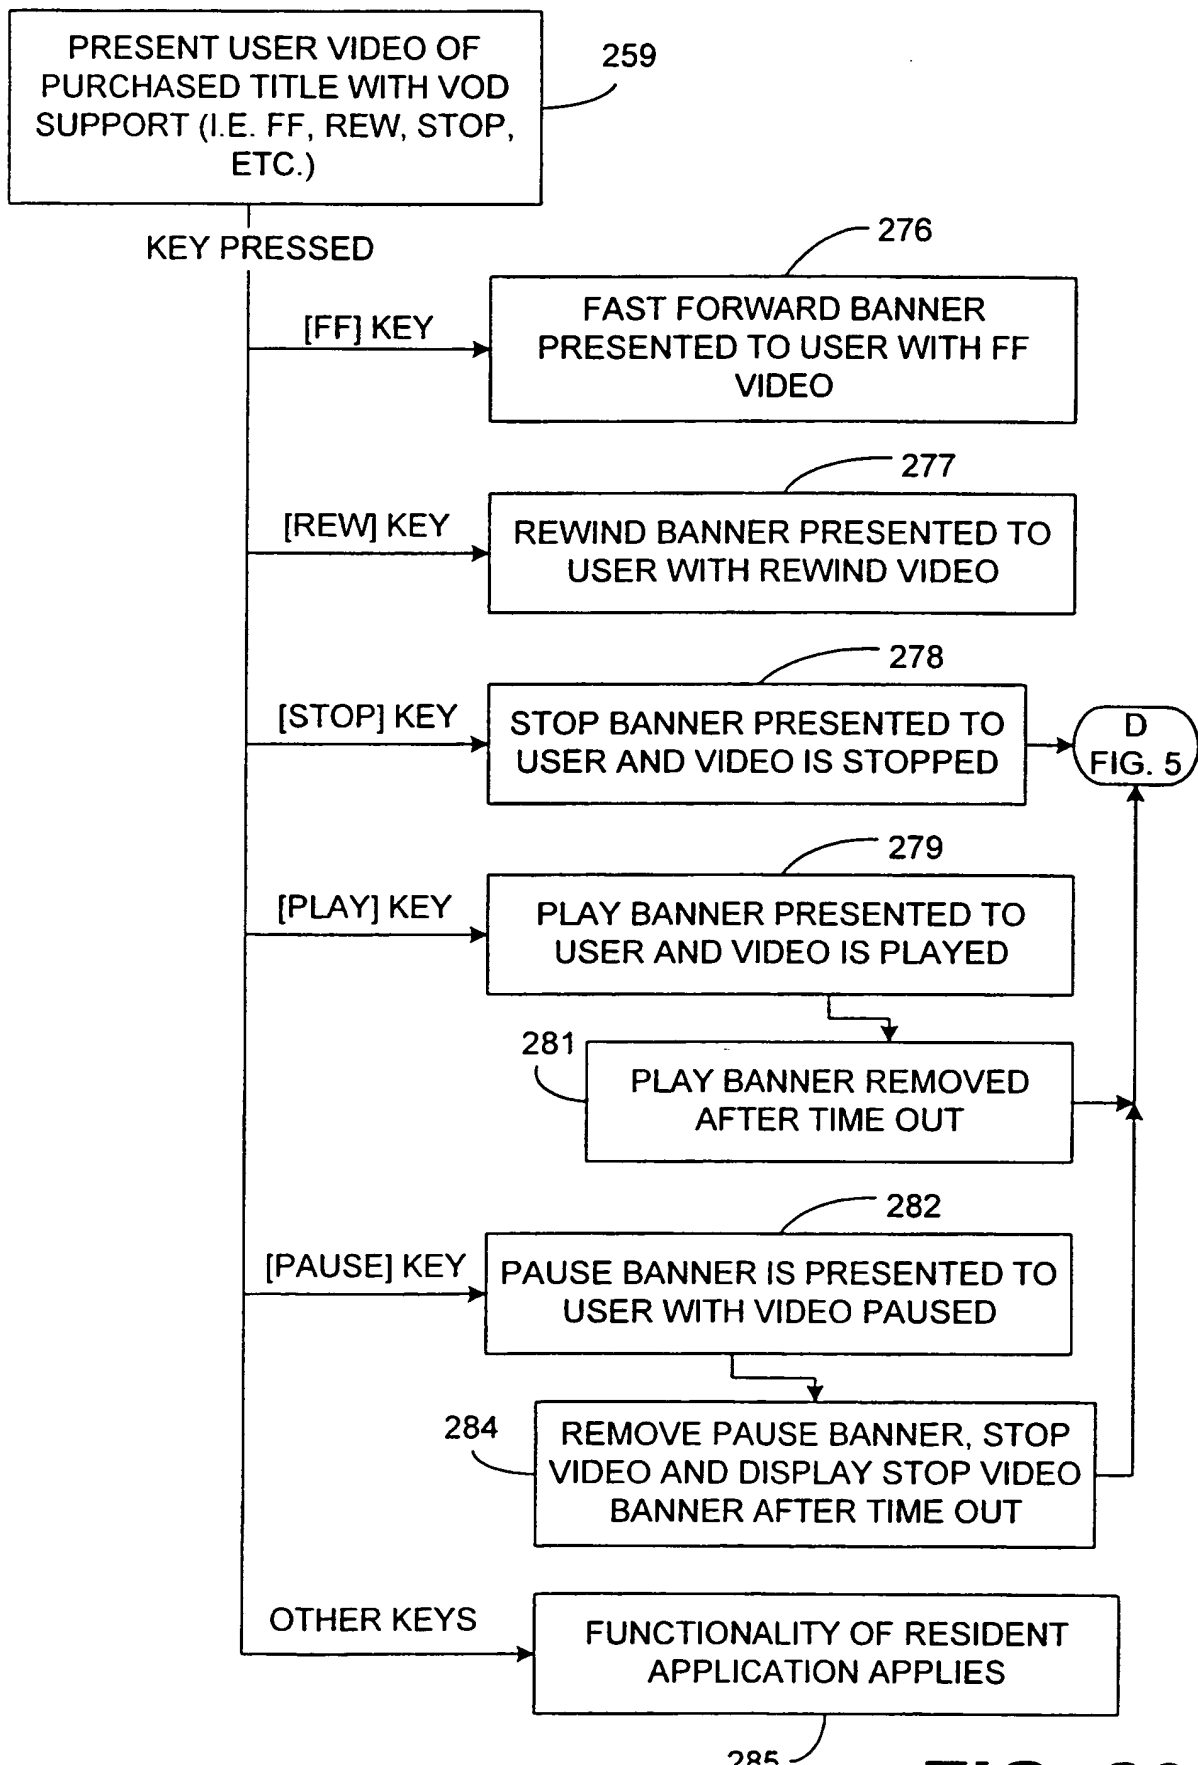 PRESENT USER VIDEO OF
PURCHASED TITLE WITH VOD
SUPPORT (I.E. FF, REW, STOP,
ETC.)
259
KEY PRESSED
276
[FF] KEY
FAST FORWARD BANNER
PRESENTED TO USER WITH FF
VIDEO
277
[REW] KEY
REWIND BANNER PRESENTED TO
USER WITH REWIND VIDEO
278
[STOP] KEY
STOP BANNER PRESENTED TO
USER AND VIDEO IS STOPPED
D
FIG. 5
279
[PLAY] KEY
PLAY BANNER PRESENTED TO
USER AND VIDEO IS PLAYED
281
PLAY BANNER REMOVED
AFTER TIME OUT
282
[PAUSE] KEY
PAUSE BANNER IS PRESENTED TO
USER WITH VIDEO PAUSED
284
REMOVE PAUSE BANNER, STOP
VIDEO AND DISPLAY STOP VIDEO
BANNER AFTER TIME OUT
OTHER KEYS
FUNCTIONALITY OF RESIDENT
APPLICATION APPLIES
285